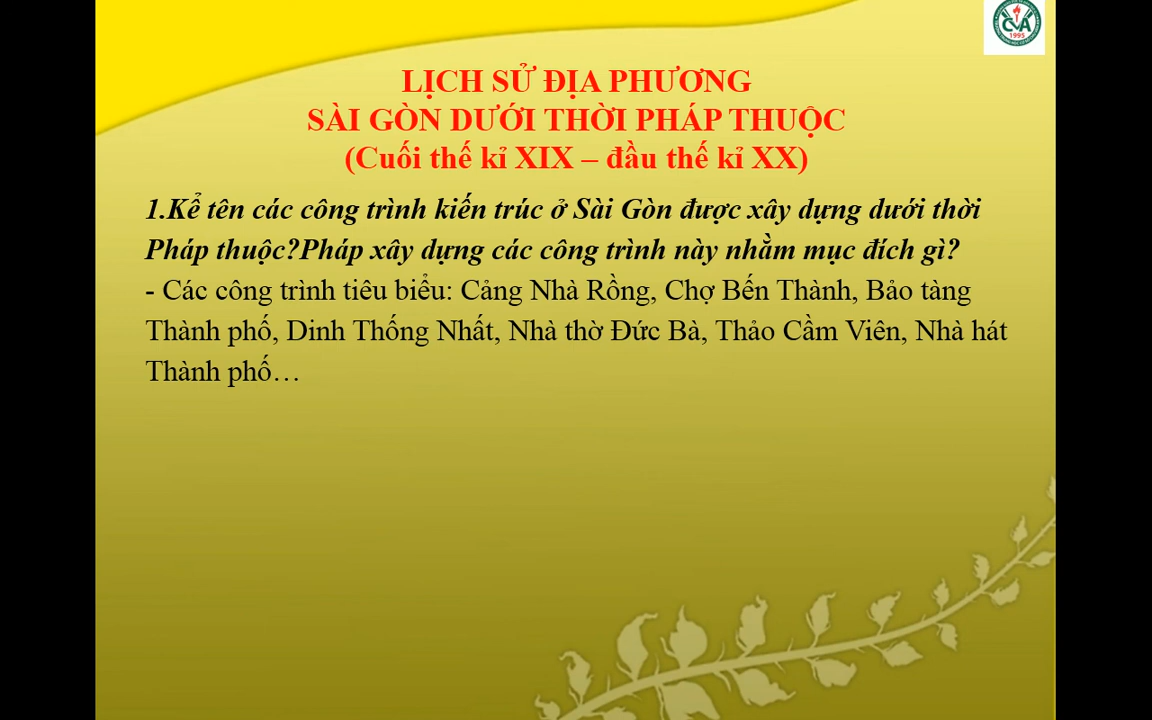 CVA
1995
LỊCH SỬ ĐỊA PHƯƠNG
SÀI GÒN DƯỚI THỜI PHÁP THUỘC
(Cuối thế kỉ XIX – đầu thế kỉ XX)
1.Kể tên các công trình kiến trúc ở Sài Gòn được xây dựng dưới thời
Pháp thuộc?Pháp xây dựng các công trình này nhằm mục đích gì?
- Các công trình tiêu biểu: Cảng Nhà Rồng, Chợ Bến Thành, Bảo tàng
Thành phố, Dinh Thống Nhất, Nhà thờ Đức Bà, Thảo Cầm Viên, Nhà hát
Thành phố…